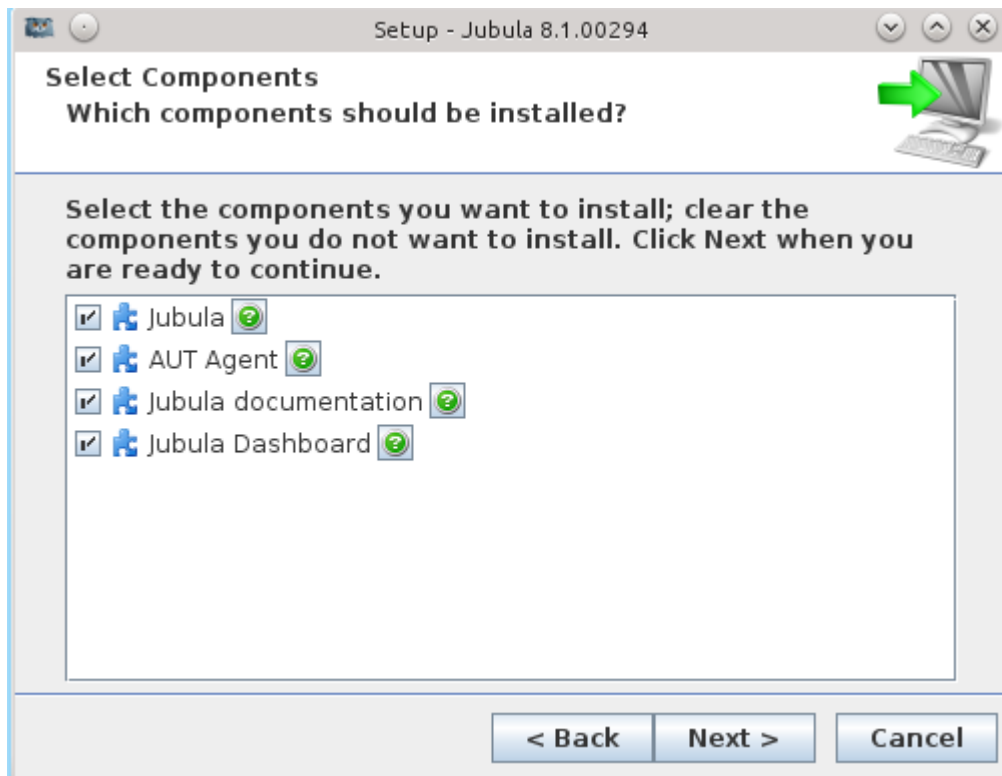 Setup - Jubula 8.1.00294
Select Components
Which components should be installed?
Select the components you want to install; clear the
components you do not want to install. Click Next when you
are ready to continue.
Jubula
AUT Agent
Jubula documentation
Jubula Dashboard
< Back Next > Cancel